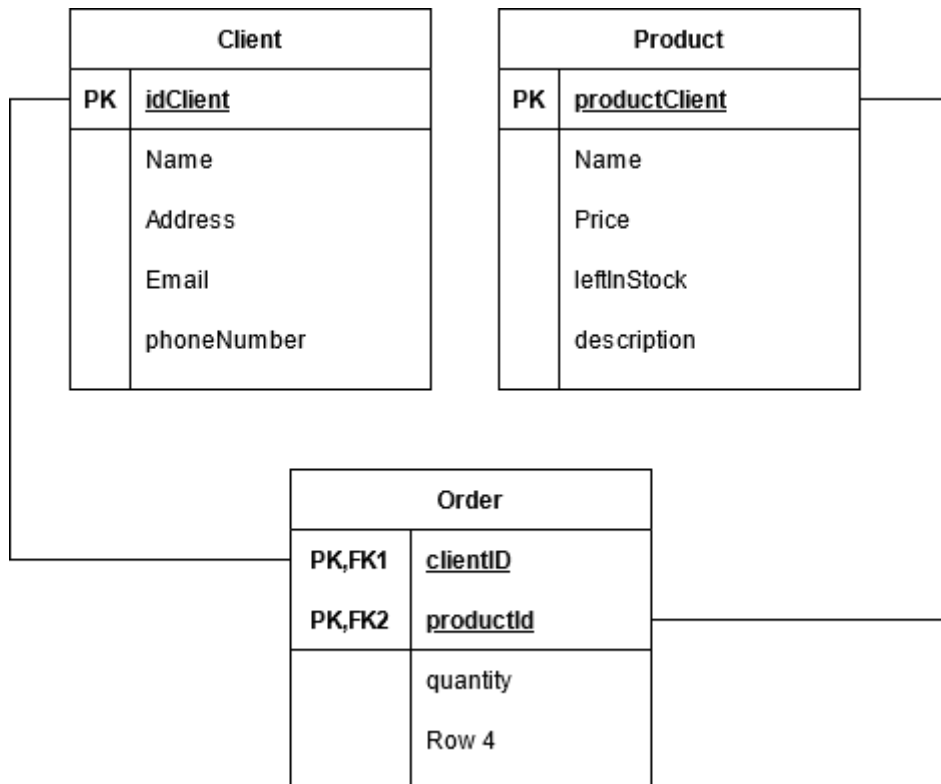 Client
PK idClient
Name
Address
Email
phoneNumber
Product
PK productClient
Name
Price
leftInStock
description
Order
PK,FK1 clientID
PK,FK2 productId
quantity
Row 4